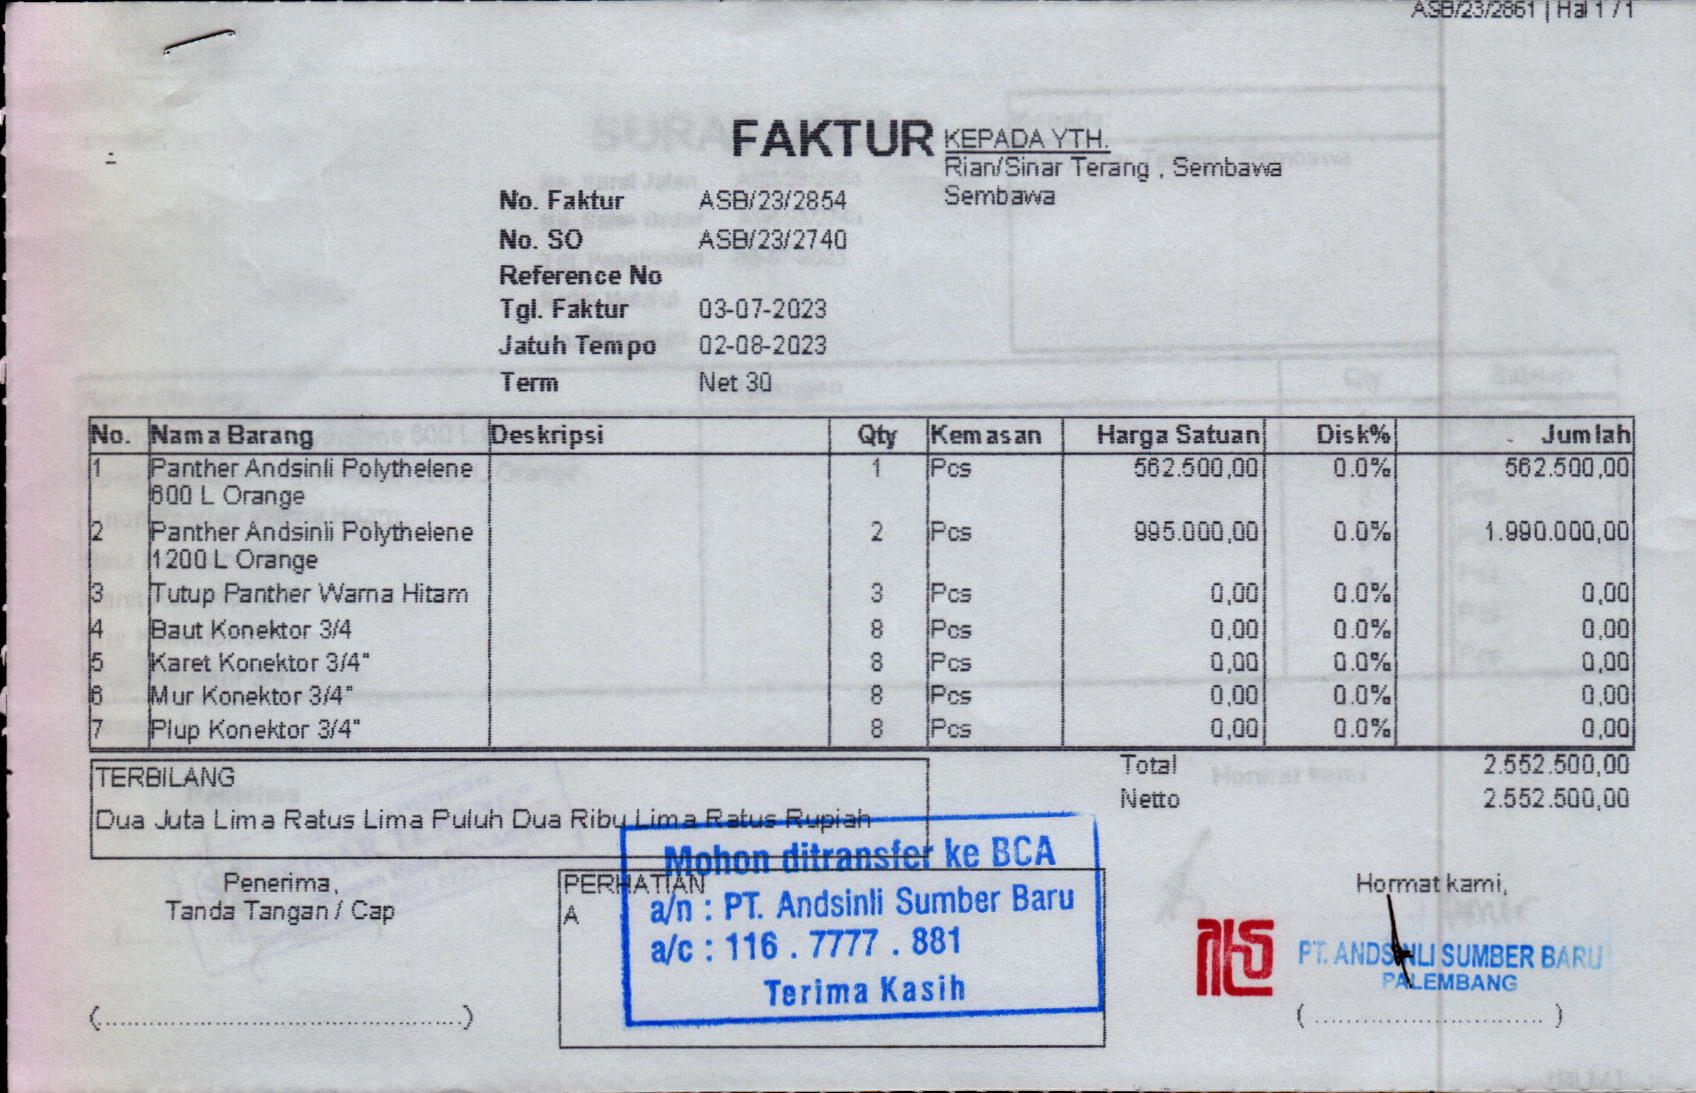 ASB/23/2861 | Hal 1 / 1
FAKTUR
KEPADA YTH.
Rian/Sinar Terang , Sembawa
Sembawa
No. Faktur ASB/23/2854
No. SO ASB/23/2740
Reference No
Tgl. Faktur 03-07-2023
Jatuh Tempo 02-08-2023
Term Net 30
No. Nama Barang Deskripsi Qty Kemasan Harga Satuan Disk% Jumlah
1 Panther Andsinli Polythelene 1 Pcs 562.500,00 0.0% 562.500,00
600 L Orange
2 Panther Andsinli Polythelene 2 Pcs 995.000,00 0.0% 1.990.000,00
1200 L Orange
3 Tutup Panther Warna Hitam 3 Pcs 0,00 0.0% 0,00
4 Baut Konektor 3/4 8 Pcs 0,00 0.0% 0,00
5 Karet Konektor 3/4" 8 Pcs 0,00 0.0% 0,00
6 Mur Konektor 3/4" 8 Pcs 0,00 0.0% 0,00
7 Plup Konektor 3/4" 8 Pcs 0,00 0.0% 0,00
Total 2.552.500,00
Netto 2.552.500,00
TERBILANG
Dua Juta Lima Ratus Lima Puluh Dua Ribu Lima Ratus Rupiah
Penerima,
Tanda Tangan / Cap
(..............................................)
PERHATIAN
A
Mohon ditransfer ke BCA
a/n : PT. Andsinli Sumber Baru
a/c : 116 . 7777 . 881
Terima Kasih
Hormat kami,
PT. ANDSINLI SUMBER BARU
PALEMBANG
( ............................. )